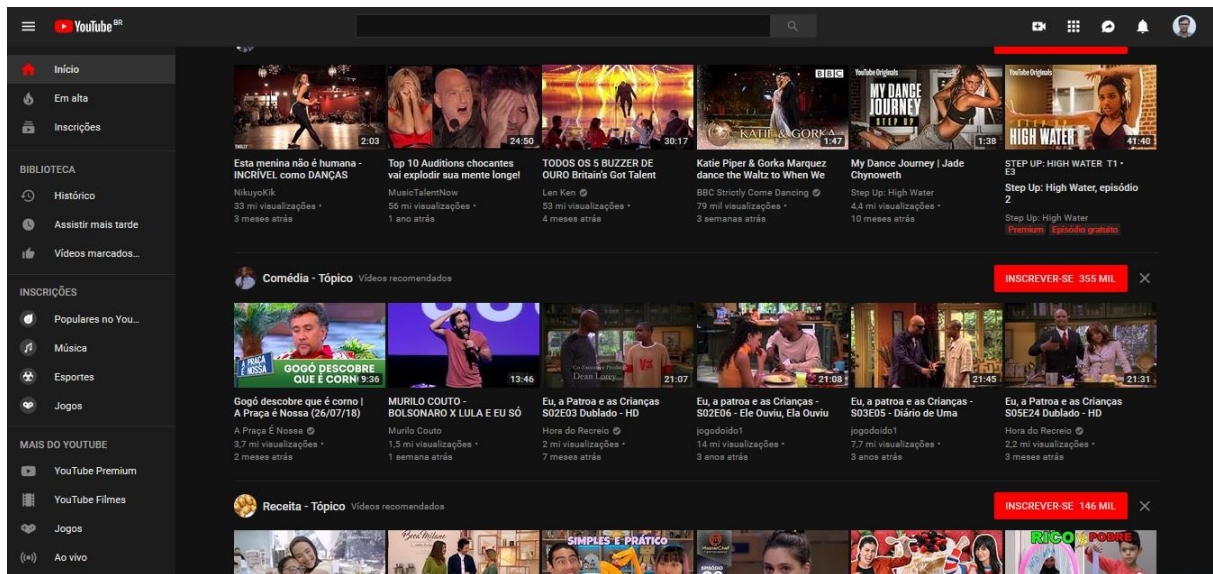 YouTube BR
Início
Em alta
Inscrições
BIBLIOTECA
Histórico
Assistir mais tarde
Vídeos marcados...
INSCRIÇÕES
Populares no You...
Música
Esportes
Jogos
MAIS DO YOUTUBE
YouTube Premium
YouTube Filmes
Jogos
Ao vivo
2:03
24:50
30:17
BBC
KATIE & GORKA
1:47
YouTube Originals
MY DANCE
JOURNEY
STEP UP
1:38
YouTube Originals
STEP UP
HIGH WATER
41:40
Esta menina não é humana -
INCRÍVEL como DANÇAS
NikuyoKik
33 mi visualizações •
3 meses atrás
Top 10 Auditions chocantes
vai explodir sua mente longe!
MusicTalentNow
56 mi visualizações •
1 ano atrás
TODOS OS 5 BUZZER DE
OURO Britain's Got Talent
Len Ken
53 mi visualizações •
4 meses atrás
Katie Piper & Gorka Marquez
dance the Waltz to When We
BBC Strictly Come Dancing
79 mil visualizações •
3 semanas atrás
My Dance Journey | Jade
Chynoweth
Step Up: High Water
4,4 mi visualizações •
10 meses atrás
STEP UP: HIGH WATER T1 •
E3
Step Up: High Water, episódio
2
Step Up: High Water
Premium Episódio gratuito
Comédia - Tópico Vídeos recomendados
INSCREVER-SE 355 MIL
A PRAÇA
É NOSSA
GOGÓ DESCOBRE
QUE É CORN
9:36
13:46
Co-Executive Producer
Dean Lorey
21:07
21:08
21:45
21:31
Gogó descobre que é corno |
A Praça é Nossa (26/07/18)
A Praça É Nossa
3,7 mi visualizações •
2 meses atrás
MURILO COUTO -
BOLSONARO X LULA E EU SÓ
Murilo Couto
1,5 mi visualizações •
1 semana atrás
Eu, a Patroa e as Crianças
S02E03 Dublado - HD
Hora do Recreio
2 mi visualizações •
7 meses atrás
Eu, a Patroa e as Crianças -
S02E06 - Ele Ouviu, Ela Ouviu
jogodoido1
14 mi visualizações •
3 anos atrás
Eu, a Patroa e as Crianças -
S03E05 - Diário de Uma
jogodoido1
7,7 mi visualizações •
3 anos atrás
Eu, a Patroa e as Crianças
S05E24 Dublado - HD
Hora do Recreio
2,2 mi visualizações •
3 meses atrás
Receita - Tópico Vídeos recomendados
INSCREVER-SE 146 MIL
SIMPLES E PRÁTICO
MasterChef
EPISÓDIO
RICO VS POBRE